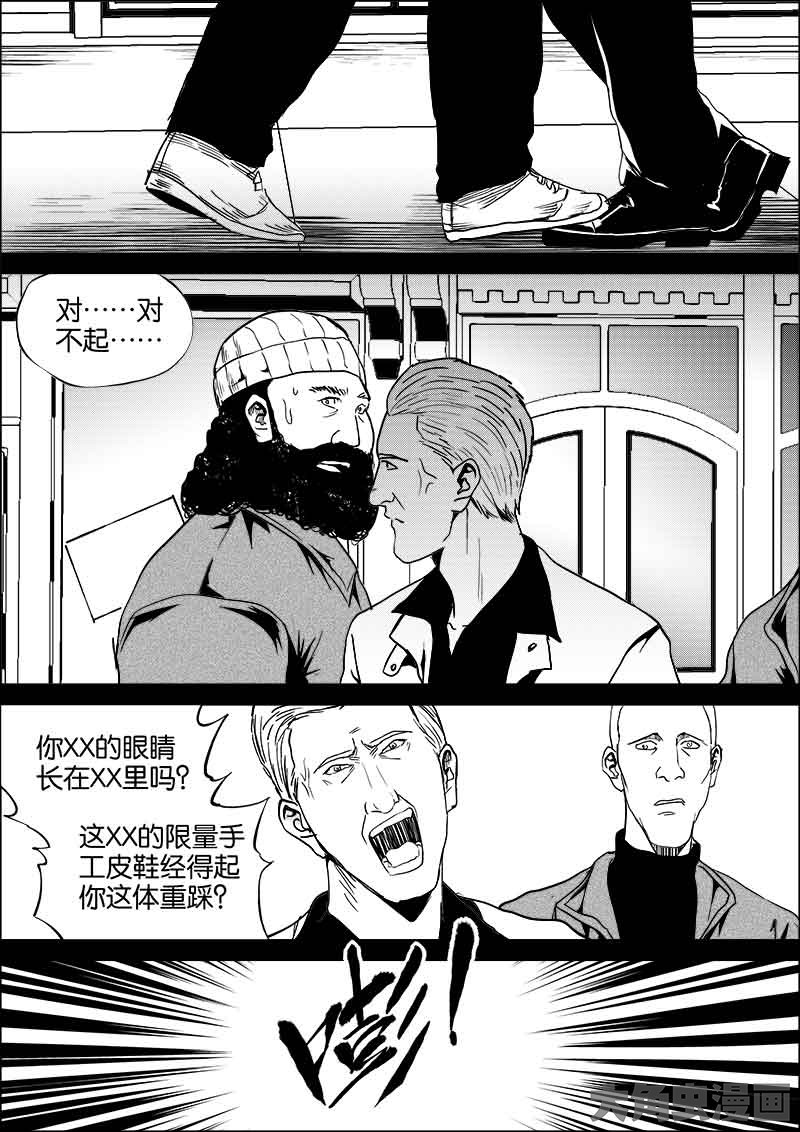 对……对
不起……
你XX的眼睛
长在XX里吗？
这XX的限量手
工皮鞋经得起
你这体重踩？
嘭！
六角虫漫画